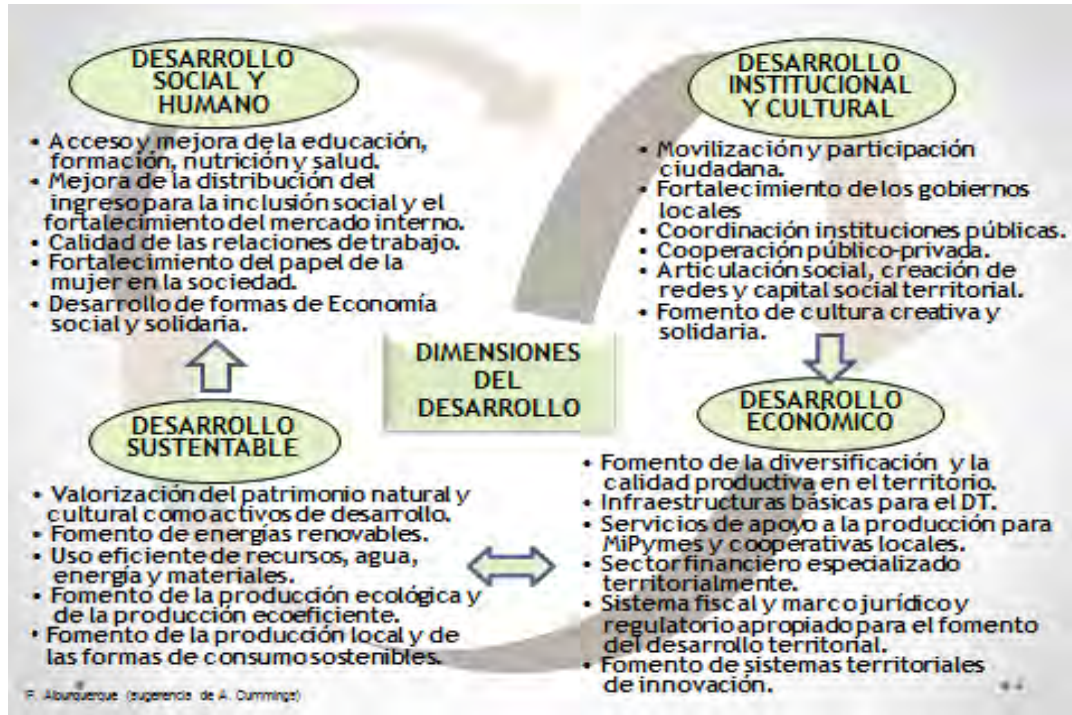 DESARROLLO
SOCIAL Y
HUMANO
• Acceso y mejora de la educación,
formación, nutrición y salud.
• Mejora de la distribución del
ingreso para la inclusión social y el
fortalecimiento del mercado interno.
• Calidad de las relaciones de trabajo.
• Fortalecimiento del papel de la
mujer en la sociedad.
• Desarrollo de formas de Economía
social y solidaria.
DESARROLLO
INSTITUCIONAL
Y CULTURAL
• Movilización y participación
ciudadana.
• Fortalecimiento de los gobiernos
locales
• Coordinación instituciones públicas.
• Cooperación público-privada.
• Articulación social, creación de
redes y capital social territorial.
• Fomento de cultura creativa y
solidaria.
DIMENSIONES
DEL
DESARROLLO
DESARROLLO
SUSTENTABLE
• Valorización del patrimonio natural y
cultural como activos de desarrollo.
• Fomento de energías renovables.
• Uso eficiente de recursos, agua,
energía y materiales.
• Fomento de la producción ecológica y
de la producción ecoeficiente.
• Fomento de la producción local y de
las formas de consumo sostenibles.
DESARROLLO
ECONÓMICO
• Fomento de la diversificación y la
calidad productiva en el territorio.
• Infraestructuras básicas para el DT.
• Servicios de apoyo a la producción para
MiPymes y cooperativas locales.
• Sector financiero especializado
territorialmente.
• Sistema fiscal y marco jurídico y
regulatorio apropiado para el fomento
del desarrollo territorial.
• Fomento de sistemas territoriales
de innovación.
Alburquerque (sugerencia de A. Cummings)